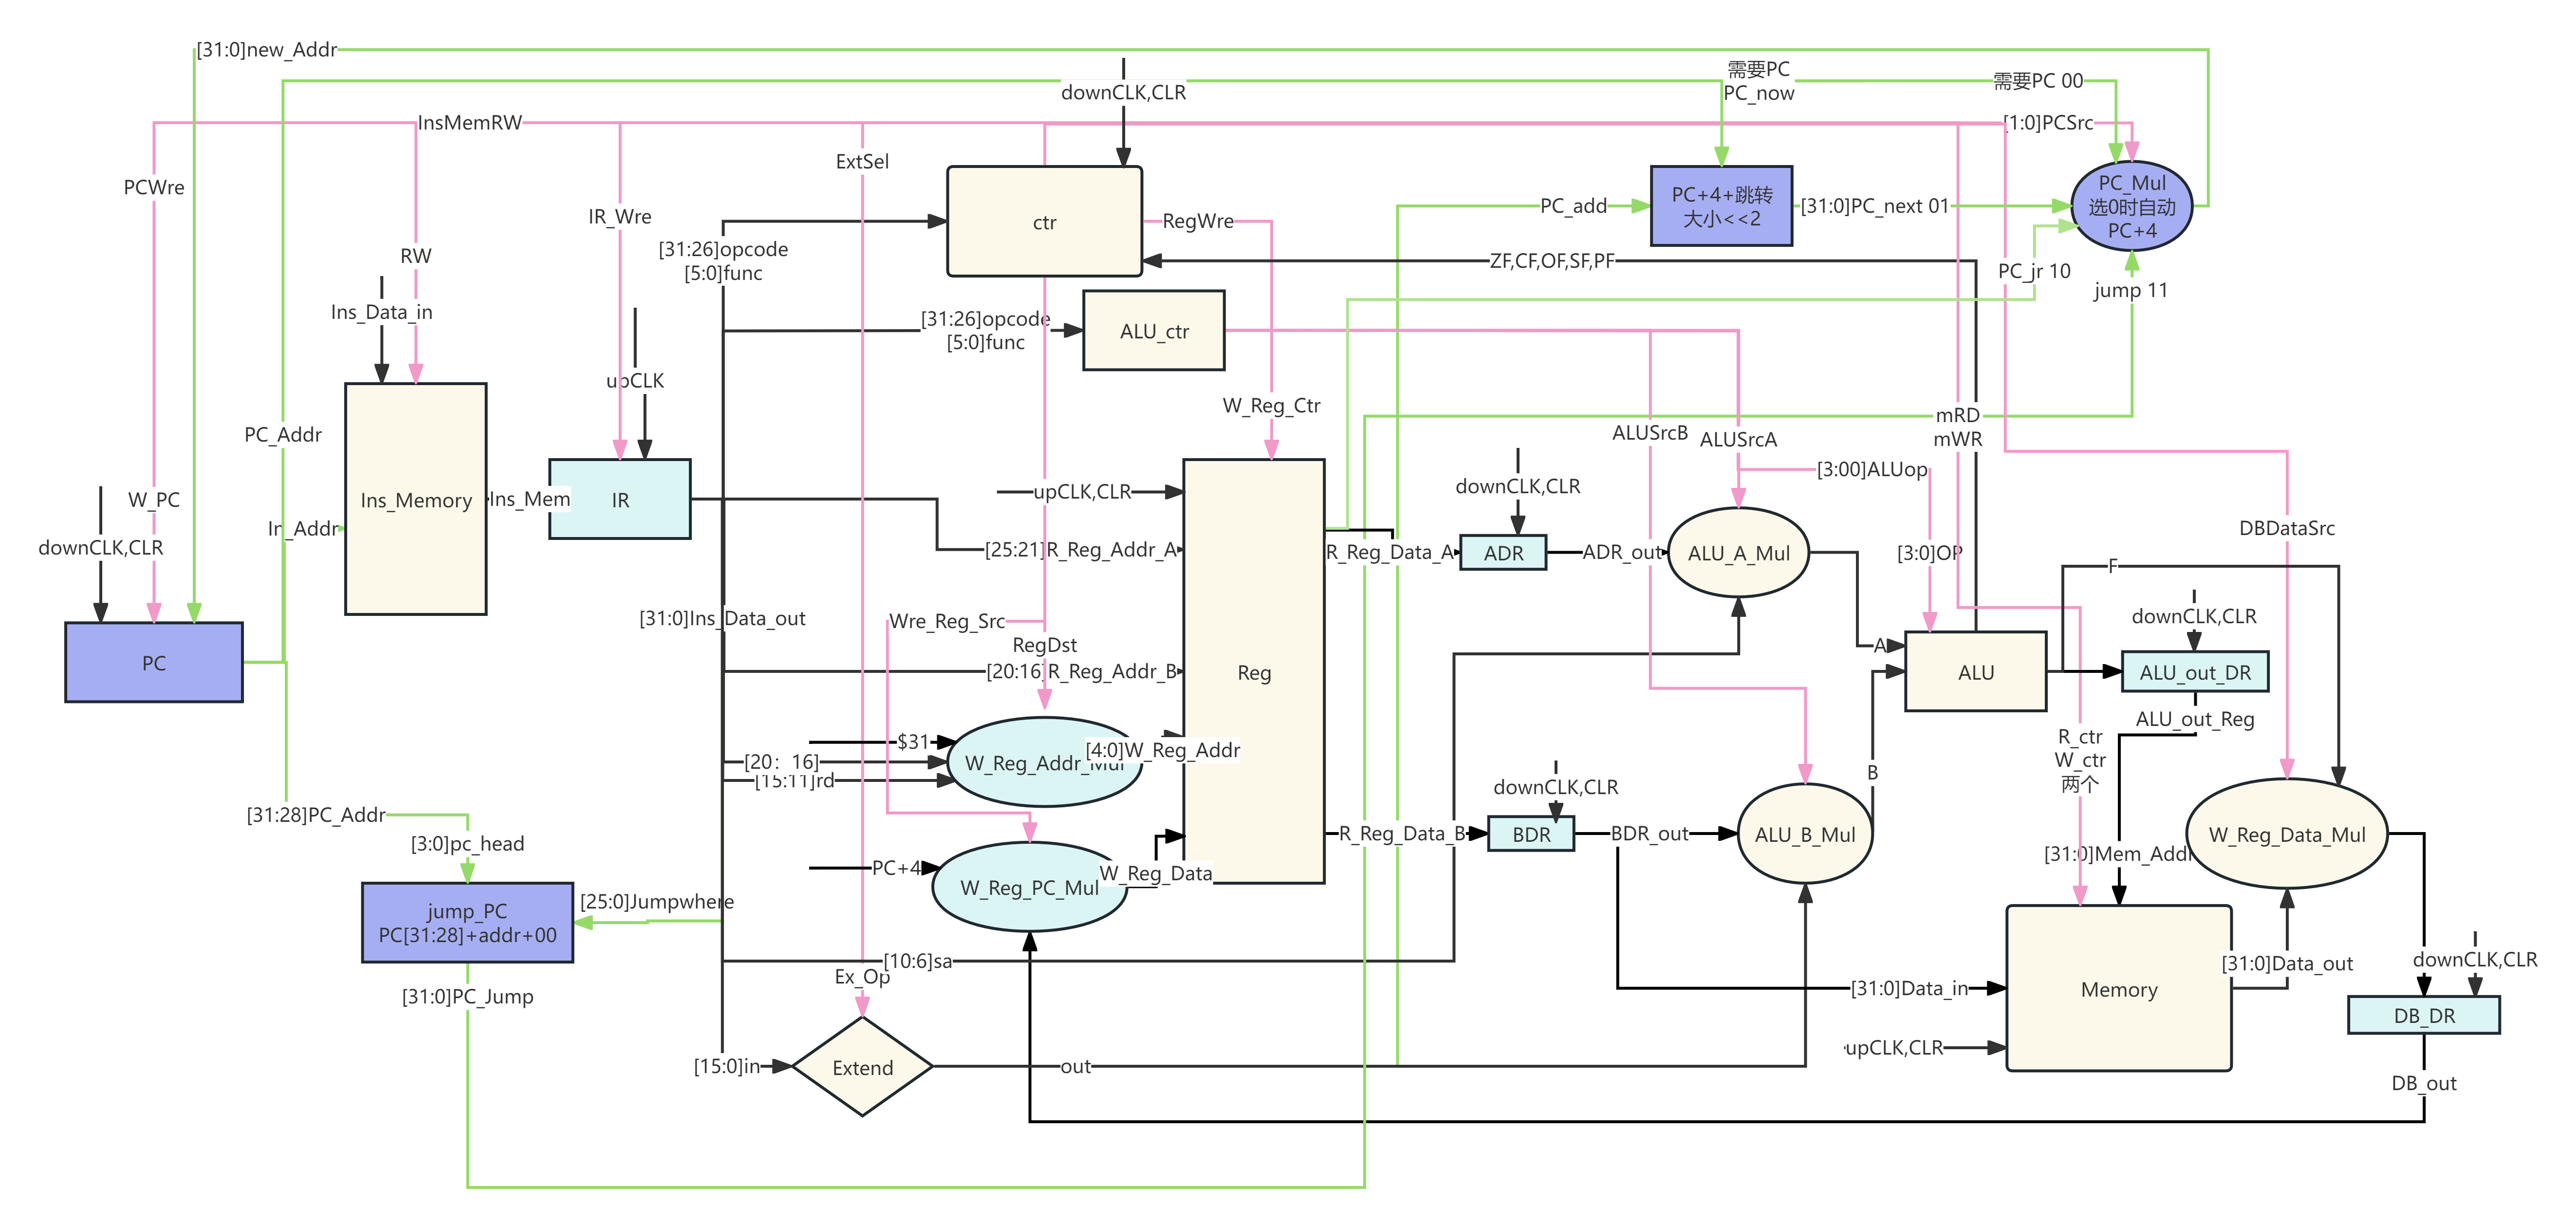 [31:0]new_Addr
需要PC
PC_now
需要PC 00
downCLK,CLR
InsMemRW
[1:0]PCSrc
ExtSel
PCWre
IR_Wre
RW
ctr
RegWre
PC_add
PC+4+跳转
大小<<2
[31:0]PC_next 01
PC_Mul
选0时自动
PC+4
[31:26]opcode
[5:0]func
ZF,CF,OF,SF,PF
PC_jr 10
jump 11
Ins_Data_in
[31:26]opcode
[5:0]func
ALU_ctr
upCLK
W_Reg_Ctr
mRD
mWR
PC_Addr
ALUSrcB
ALUSrcA
[3:00]ALUop
W_PC
Ins_Memory
Ins_Mem
IR
upCLK,CLR
downCLK,CLR
In_Addr
DBDataSrc
downCLK,CLR
[25:21]R_Reg_Addr_A
R_Reg_Data_A
ADR
ADR_out
ALU_A_Mul
[3:0]OP
F
[31:0]Ins_Data_out
Wre_Reg_Src
RegDst
downCLK,CLR
A
PC
[20:16]R_Reg_Addr_B
Reg
ALU
ALU_out_DR
ALU_out_Reg
$31
[20：16]
[15:11]rd
W_Reg_Addr_Mul
[4:0]W_Reg_Addr
R_ctr
W_ctr
两个
B
downCLK,CLR
[31:28]PC_Addr
[3:0]pc_head
R_Reg_Data_B
BDR
BDR_out
ALU_B_Mul
W_Reg_Data_Mul
[31:0]Mem_Addr
PC+4
W_Reg_PC_Mul
W_Reg_Data
jump_PC
PC[31:28]+addr+00
[25:0]Jumpwhere
[10:6]sa
Ex_Op
[31:0]Data_out
downCLK,CLR
[31:0]PC_Jump
[31:0]Data_in
Memory
DB_DR
upCLK,CLR
[15:0]in
Extend
out
DB_out